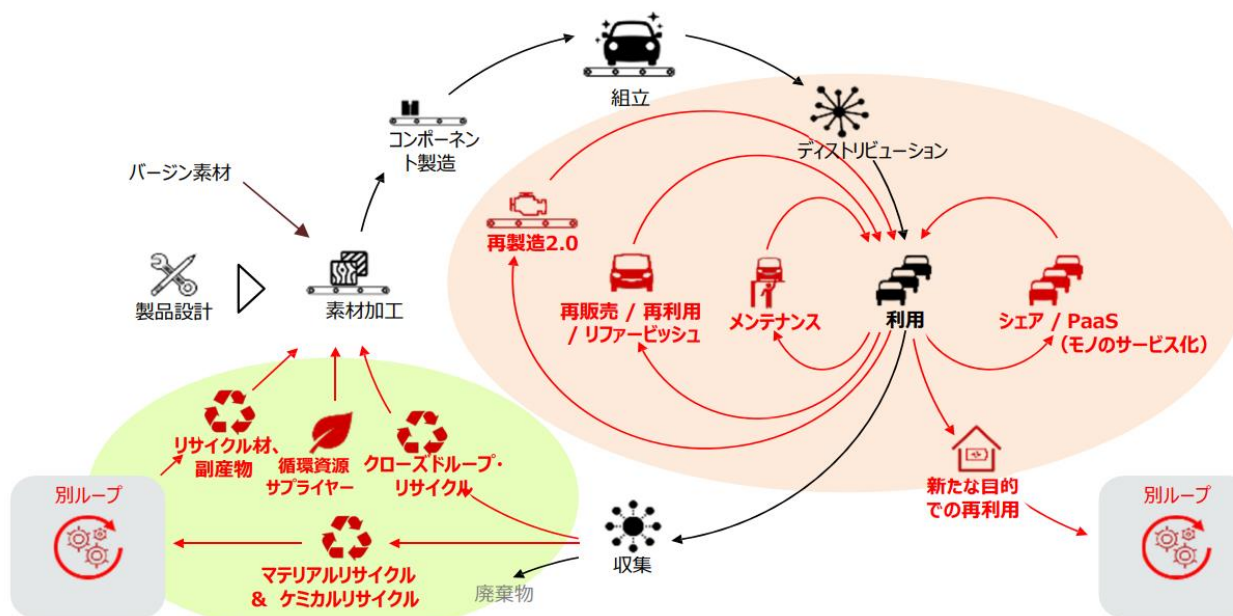 組立
コンポーネン
ト製造
ディストリビューション
バージン素材
再製造2.0
製品設計
素材加工
再販売 / 再利用
/ リファービッシュ
メンテナンス
利用
シェア / PaaS
（モノのサービス化）
リサイクル材、
副産物
循環資源
サプライヤー
クローズドループ・
リサイクル
新たな目的
での再利用
別ループ
別ループ
収集
マテリアルリサイクル
& ケミカルリサイクル
廃棄物